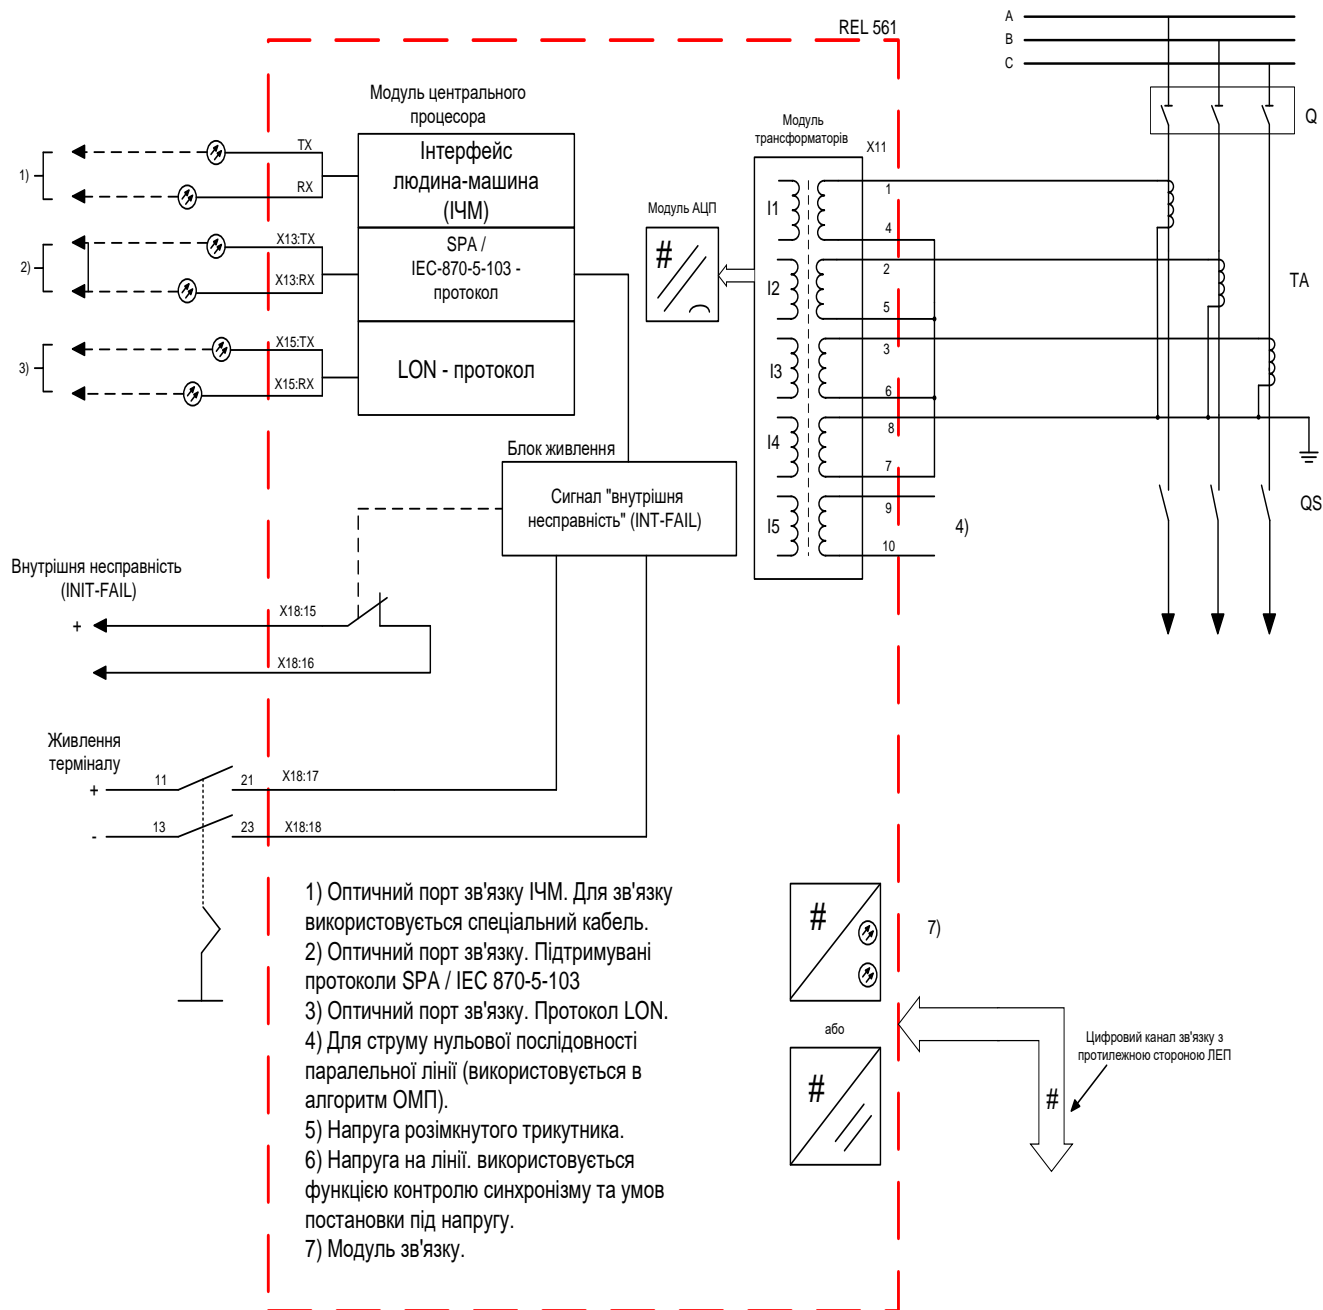 REL 561
A
B
C
Q
TA
QS
Модуль центрального
процесора
Інтерфейс
людина-машина
(ІЧМ)
SPA /
IEC-870-5-103 -
протокол
LON - протокол
1)
TX
RX
2)
X13:TX
X13:RX
3)
X15:TX
X15:RX
Модуль
трансформаторів
X11
Модуль АЦП
#
I1
1
4
I2
2
5
I3
3
6
I4
8
7
I5
9
10
4)
Блок живлення
Сигнал "внутрішня
несправність" (INT-FAIL)
Внутрішня несправність
(INIT-FAIL)
+
X18:15
X18:16
Живлення
терміналу
+
11
21
X18:17
-
13
23
X18:18
1) Оптичний порт зв'язку ІЧМ. Для зв'язку
використовується спеціальний кабель.
2) Оптичний порт зв'язку. Підтримувані
протоколи SPA / IEC 870-5-103
3) Оптичний порт зв'язку. Протокол LON.
4) Для струму нульової послідовності
паралельної лінії (використовується в
алгоритм ОМП).
5) Напруга розімкнутого трикутника.
6) Напруга на лінії. використовується
функцією контролю синхронізму та умов
постановки під напругу.
7) Модуль зв'язку.
#
7)
або
#
Цифровий канал зв'язку з
протилежною стороною ЛЕП
#